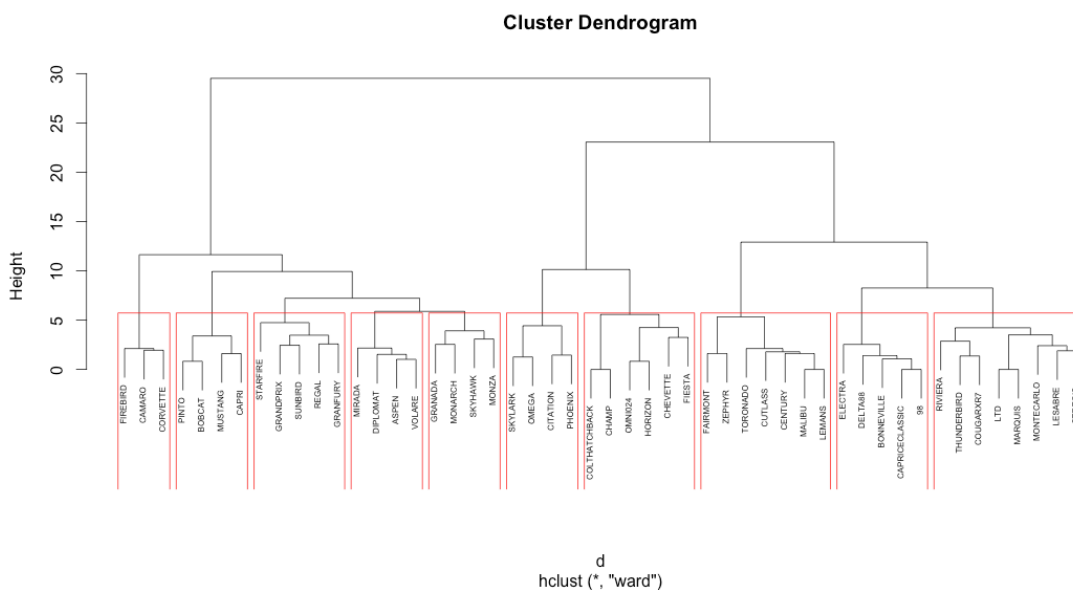 Cluster Dendrogram
Height
30
25
20
15
10
5
0
FIREBIRD
CAMARO
CORVETTE
PINTO
BOBCAT
MUSTANG
CAPRI
STARFIRE
GRANDPRIX
SUNBIRD
REGAL
GRANFURY
MIRADA
DIPLOMAT
ASPEN
VOLARE
GRANADA
MONARCH
SKYHAWK
MONZA
SKYLARK
OMEGA
CITATION
PHOENIX
COLTHATCHBACK
CHAMP
OMNI024
HORIZON
CHEVETTE
FIESTA
FAIRMONT
ZEPHYR
TORONADO
CUTLASS
CENTURY
MALIBU
LEMANS
ELECTRA
DELTA88
BONNEVILLE
CAPRICECLASSIC
98
RIVIERA
THUNDERBIRD
COUGARXR7
LTD
MARQUIS
MONTECARLO
LESABRE
d
hclust (*, "ward")